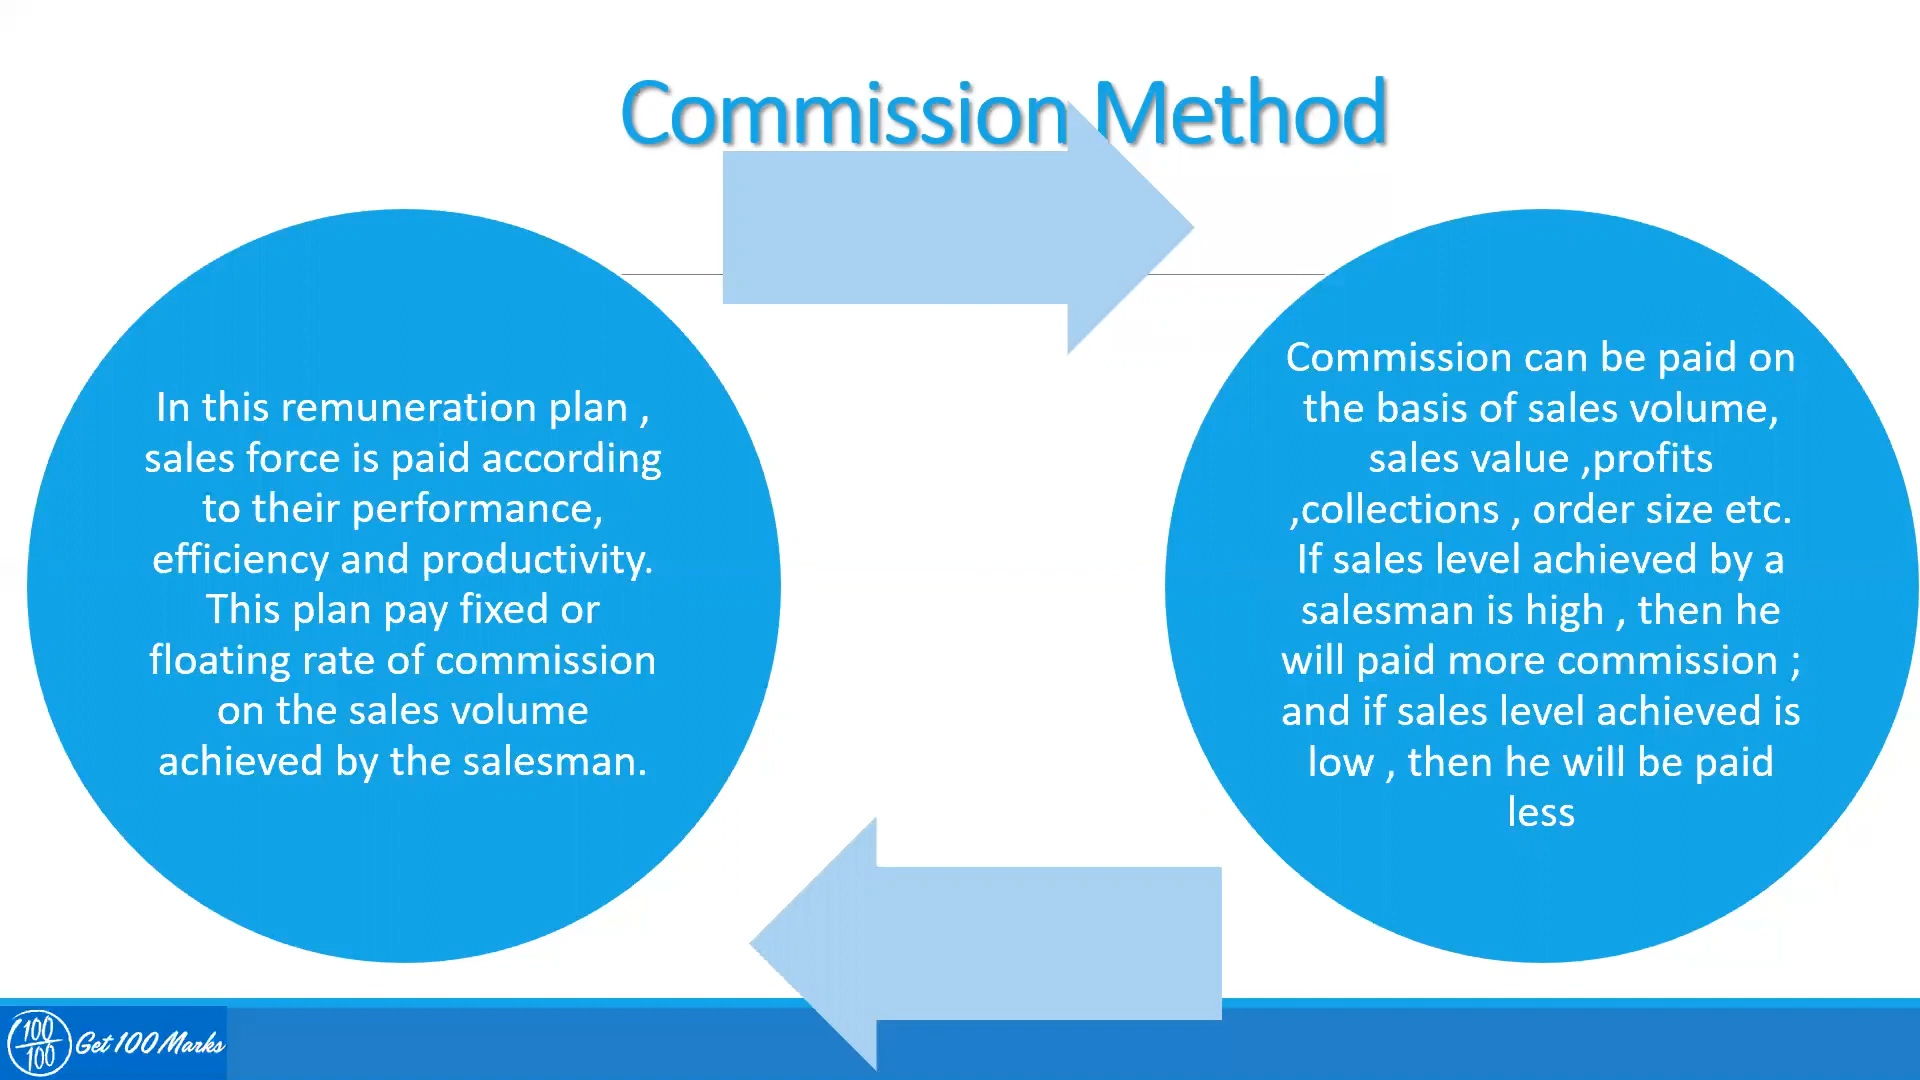 Commission Method
In this remuneration plan ,
sales force is paid according
to their performance,
efficiency and productivity.
This plan pay fixed or
floating rate of commission
on the sales volume
achieved by the salesman.
Commission can be paid on
the basis of sales volume,
sales value ,profits
,collections , order size etc.
If sales level achieved by a
salesman is high , then he
will paid more commission ;
and if sales level achieved is
low , then he will be paid
less
100
100
Get 100 Marks